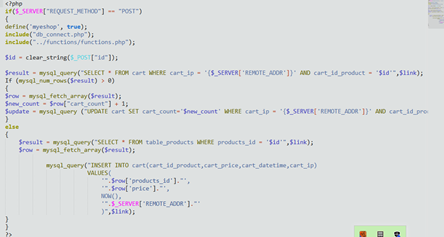 <?php
if($_SERVER["REQUEST_METHOD"] == "POST")
{
define('myeshop', true);
include("db_connect.php");
include("../functions/functions.php");
$id = clear_string($_POST["id"]);
$result = mysql_query("SELECT * FROM cart WHERE cart_ip = '{$_SERVER['REMOTE_ADDR']}' AND cart_id_product = '$id'",$link);
If (mysql_num_rows($result) > 0)
{
$row = mysql_fetch_array($result);
$new_count = $row["cart_count"] + 1;
$update = mysql_query ("UPDATE cart SET cart_count='$new_count' WHERE cart_ip = '{$_SERVER['REMOTE_ADDR']}' AND cart_id_pro
}
else
{
$result = mysql_query("SELECT * FROM table_products WHERE products_id = '$id'",$link);
$row = mysql_fetch_array($result);
mysql_query("INSERT INTO cart(cart_id_product,cart_price,cart_datetime,cart_ip)
VALUES(
'".$row['products_id']."',
'".$row['price']."',
NOW(),
'".$_SERVER['REMOTE_ADDR']."'
)",$link);
}
}
?>